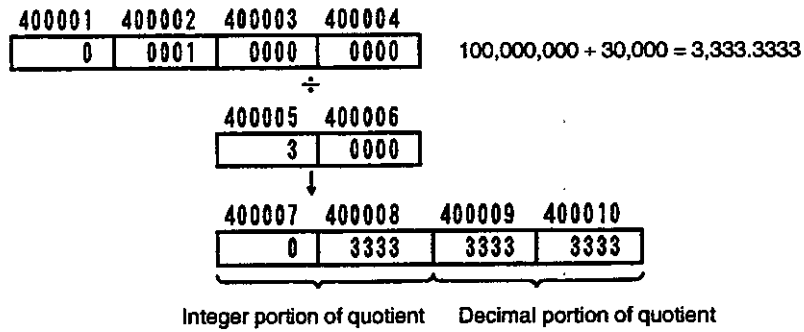 400001 400002 400003 400004
0 0001 0000 0000 100,000,000 + 30,000 = 3,333.3333
÷
400005 400006
3 0000
400007 400008 400009 400010
0 3333 3333 3333
Integer portion of quotient Decimal portion of quotient